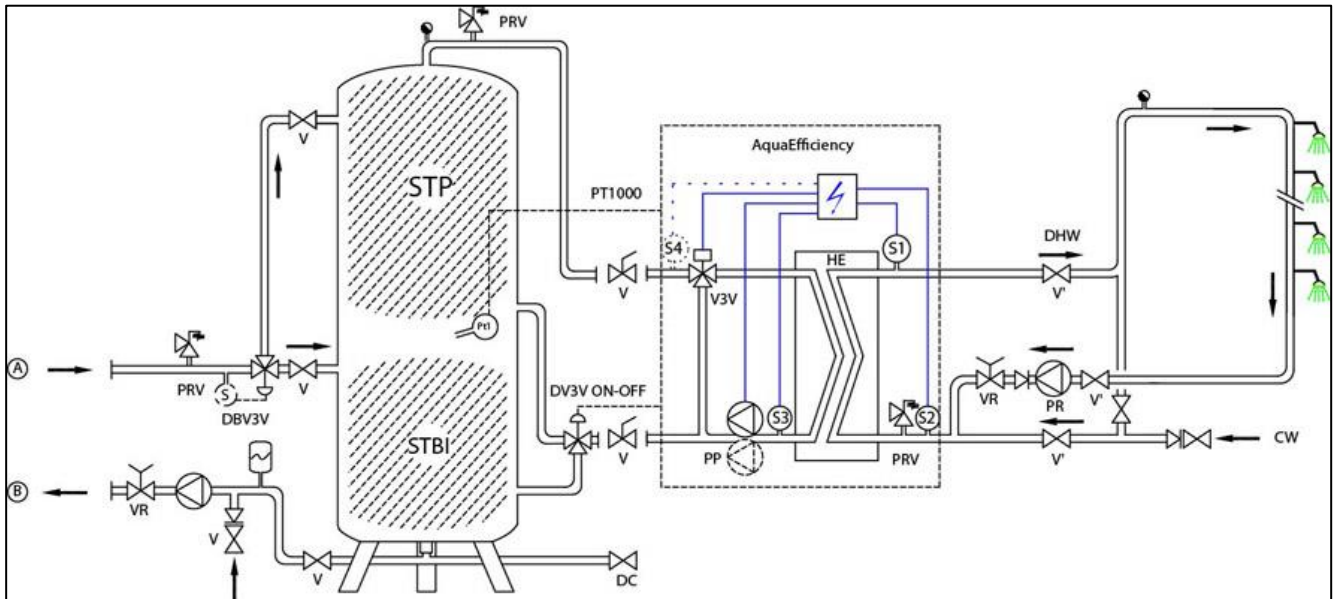 PRV
AquaEfficiency
V
STP
PT1000
S4
S1
DHW
HE
V
V3V
V'
Pt1
A
PRV
V
S
DBV3V
DV3V ON-OFF
VR
PR
V'
S3
S2
STBI
V
PP
PRV
V'
CW
B
VR
V
V
DC